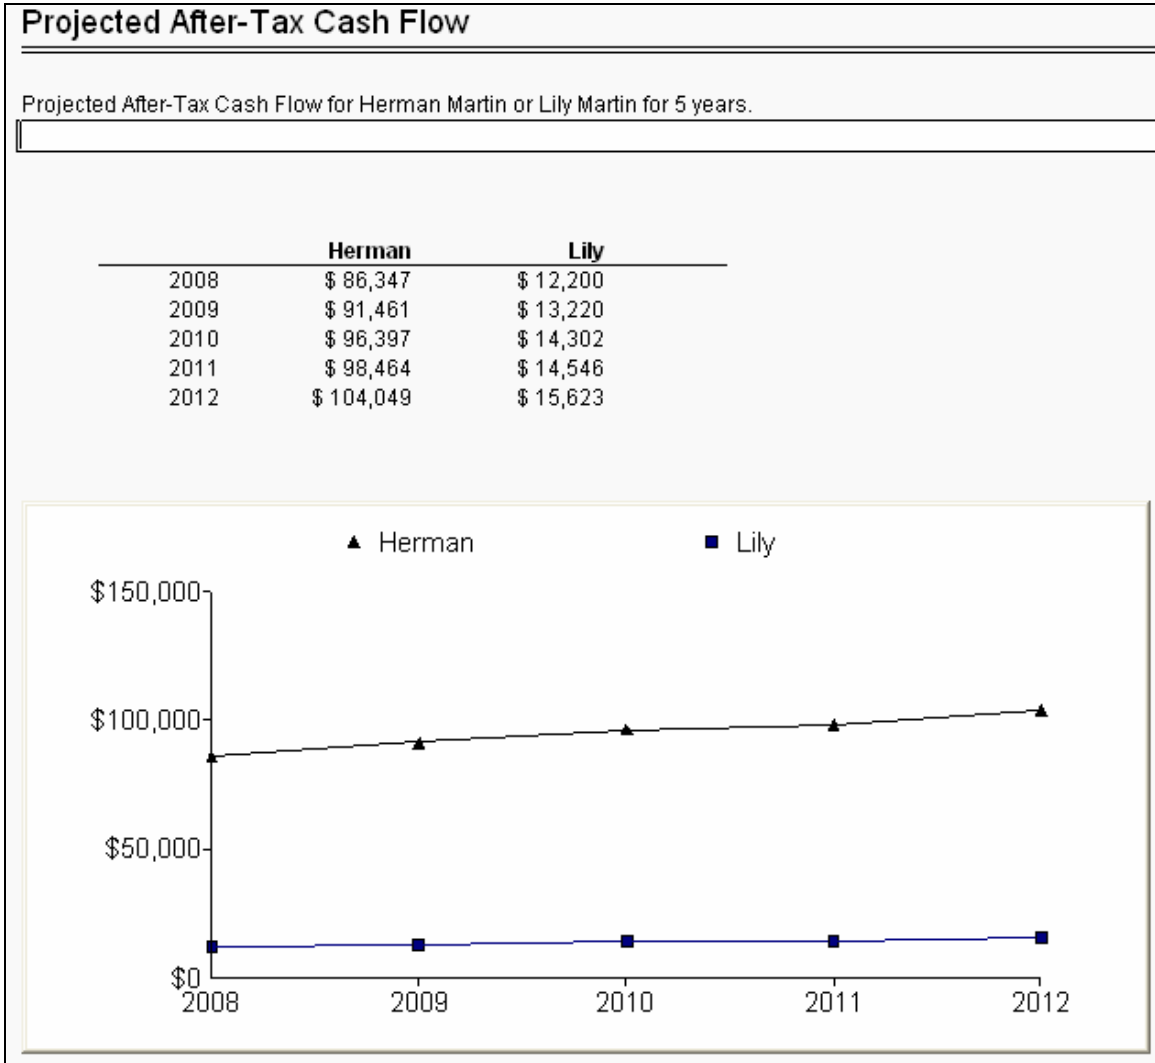 Projected After-Tax Cash Flow
Projected After-Tax Cash Flow for Herman Martin or Lily Martin for 5 years.
Herman Lily
2008 $ 86,347 $ 12,200
2009 $ 91,461 $ 13,220
2010 $ 96,397 $ 14,302
2011 $ 98,464 $ 14,546
2012 $ 104,049 $ 15,623
Herman Lily
$150,000
$100,000
$50,000
$0
2008 2009 2010 2011 2012